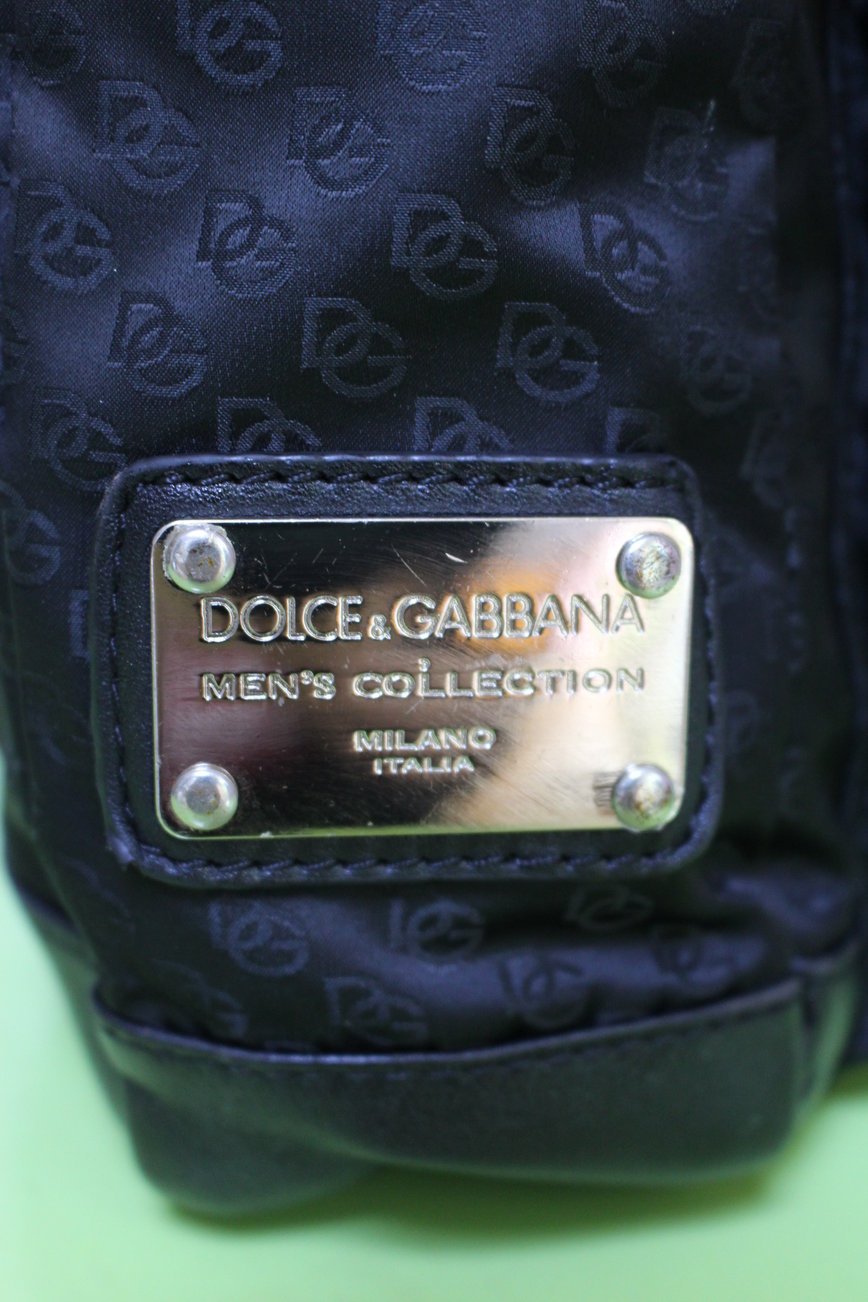 DOLCE & GABBANA
MEN'S COLLECTION
MILANO
ITALIA